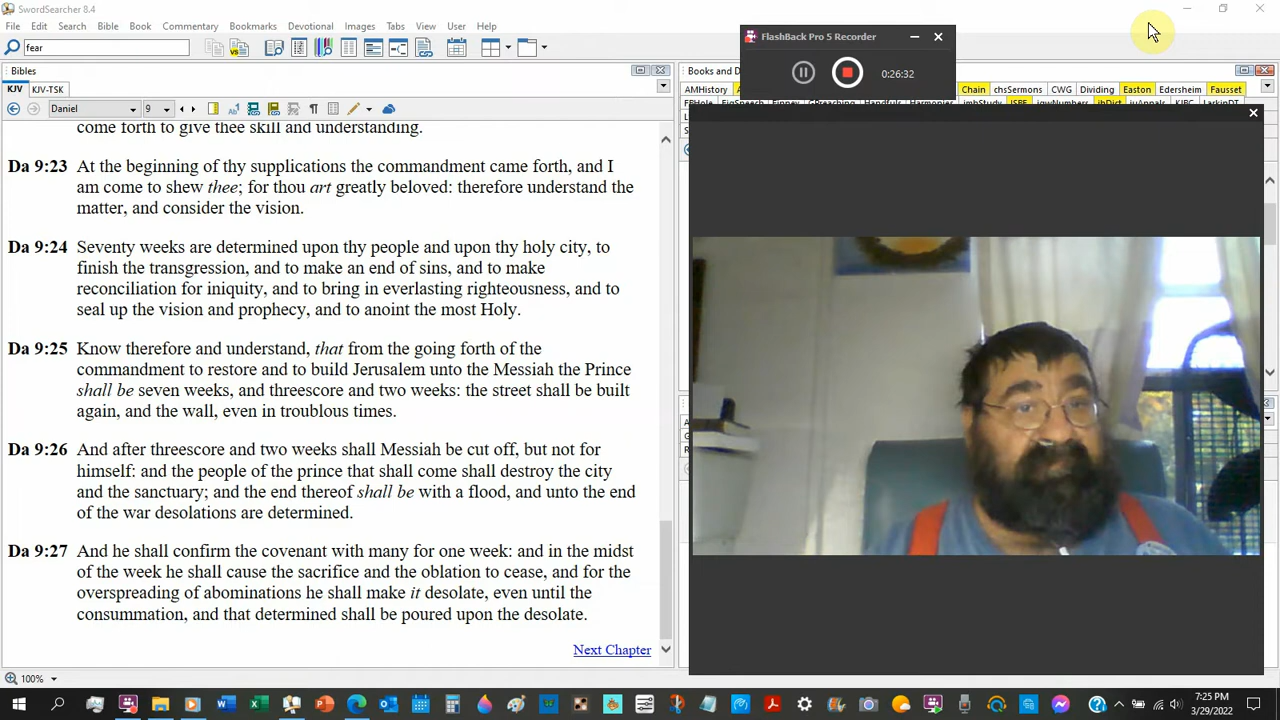 SwordSearcher 8.4
File Edit Search Bible Book Commentary Bookmarks Devotional Images Tabs View User Help
fear
FlashBack Pro 5 Recorder
0:26:32
Bibles
Books and D
KJV KJV-TSK
AMHistory Chain chsSermons CWG Dividing Easton Edersheim Fausset
Daniel 9
come forth to give thee skill and understanding.
Da 9:23 At the beginning of thy supplications the commandment came forth, and I
am come to shew thee; for thou art greatly beloved: therefore understand the
matter, and consider the vision.
Da 9:24 Seventy weeks are determined upon thy people and upon thy holy city, to
finish the transgression, and to make an end of sins, and to make
reconciliation for iniquity, and to bring in everlasting righteousness, and to
seal up the vision and prophecy, and to anoint the most Holy.
Da 9:25 Know therefore and understand, that from the going forth of the
commandment to restore and to build Jerusalem unto the Messiah the Prince
shall be seven weeks, and threescore and two weeks: the street shall be built
again, and the wall, even in troublous times.
Da 9:26 And after threescore and two weeks shall Messiah be cut off, but not for
himself: and the people of the prince that shall come shall destroy the city
and the sanctuary; and the end thereof shall be with a flood, and unto the end
of the war desolations are determined.
Da 9:27 And he shall confirm the covenant with many for one week: and in the midst
of the week he shall cause the sacrifice and the oblation to cease, and for the
overspreading of abominations he shall make it desolate, even until the
consummation, and that determined shall be poured upon the desolate.
Next Chapter
100%
7:25 PM
3/29/2022